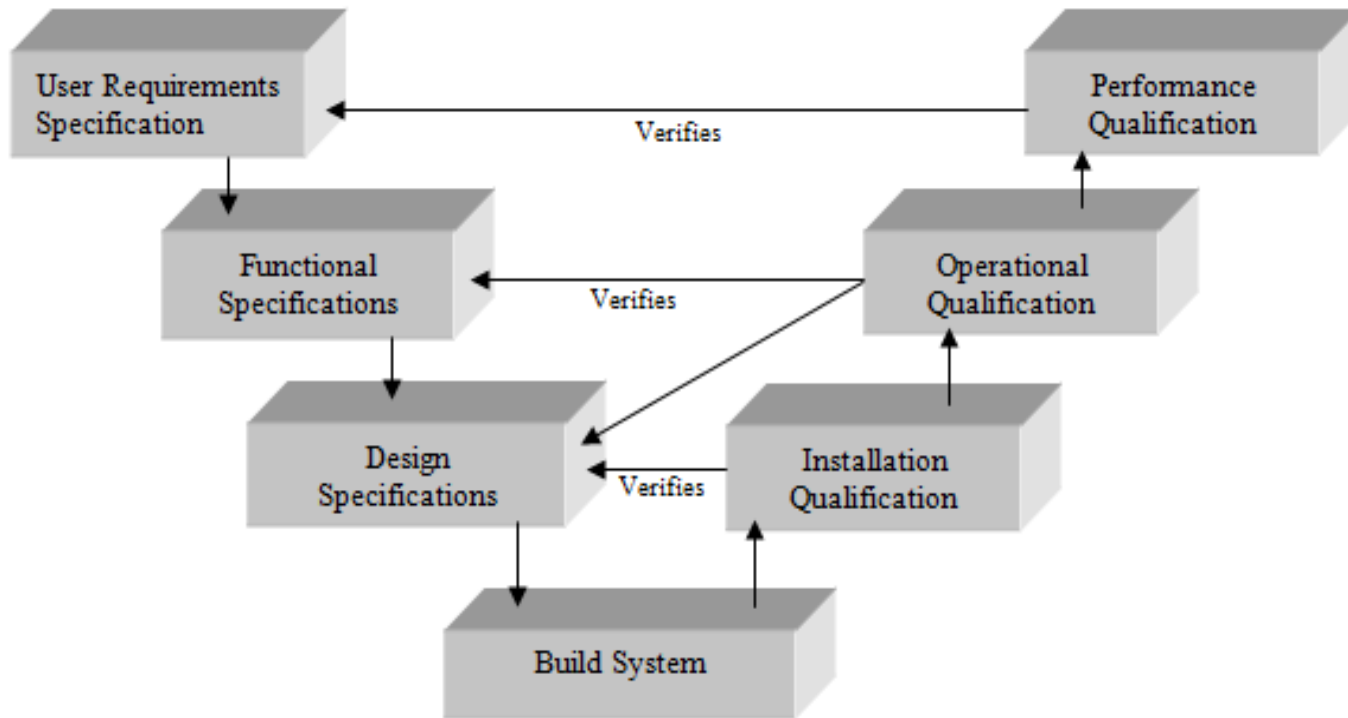 User Requirements
Specification
Performance
Qualification
Verifies
Functional
Specifications
Operational
Qualification
Verifies
Design
Specifications
Installation
Qualification
Verifies
Build System